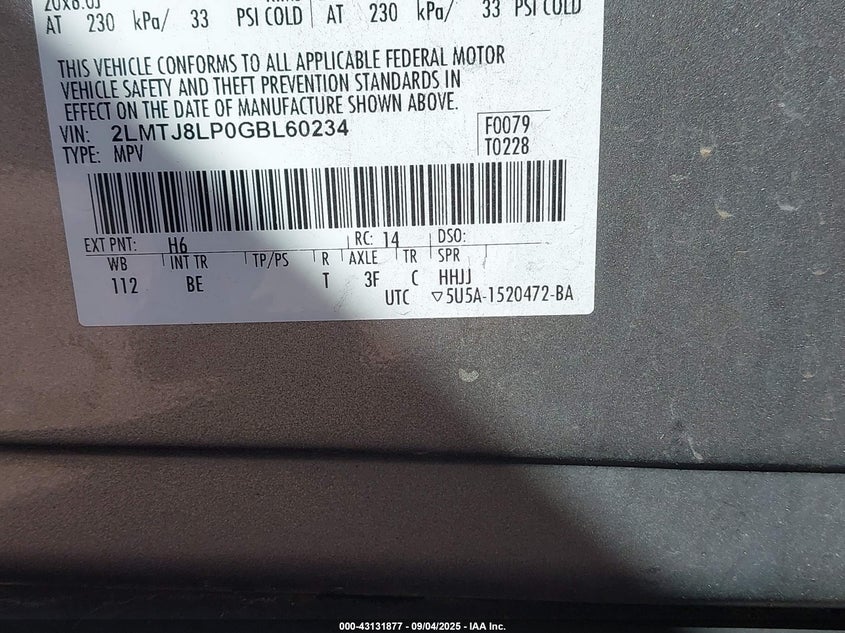 20x8.0J
AT 230 kPa/ 33 PSI COLD AT 230 kPa/ 33 PSI COLD
THIS VEHICLE CONFORMS TO ALL APPLICABLE FEDERAL MOTOR
VEHICLE SAFETY AND THEFT PREVENTION STANDARDS IN
EFFECT ON THE DATE OF MANUFACTURE SHOWN ABOVE.
VIN: 2LMTJ8LP0GBL60234 F0079
TYPE: MPV T0228
EXT PNT: H6 RC: 14 DSO:
WB INT TR TP/PS R AXLE TR SPR
112 BE T 3F C HHJJ
UTC ▽5U5A-1520472-BA
000-43131877 - 09/04/2025 - IAA Inc.